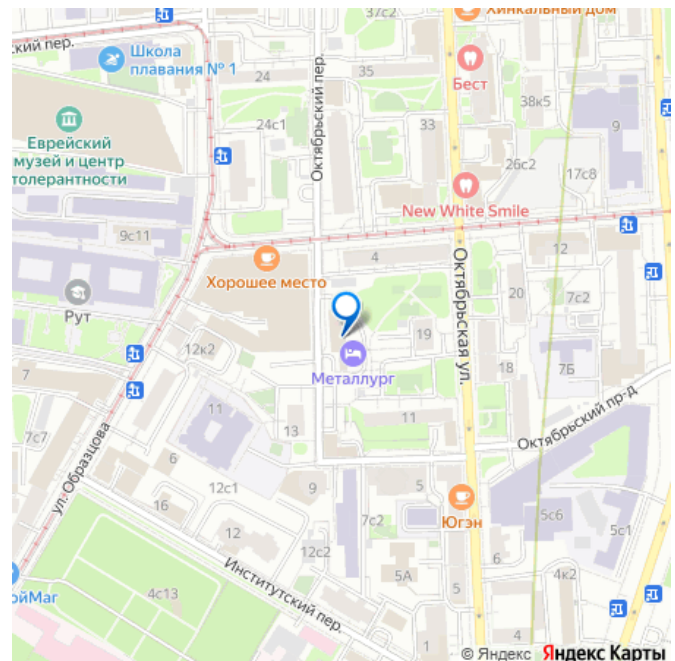 37с2
Хинкальный дом
ский пер.
Школа
плавания № 1
24
35
Бест
38к5
Октябрьский пер.
24с1
33
9
Еврейский
музей и центр
толерантности
26с2
17с8
New White Smile
9с11
Хорошее место
4
12
Октябрьская ул.
Рут
20
7с2
19
12к2
Металлург
18
7Б
7
11
11
Октябрьский пр-д
7с7
13
ул. Образцова
6
12с1
9
5
16
7с2
Югэн
5с6
5с1
12
12с2
6
Институтский пер.
5А
4к2
ойМаг
4с13
1
4
© Яндекс Яндекс Карты